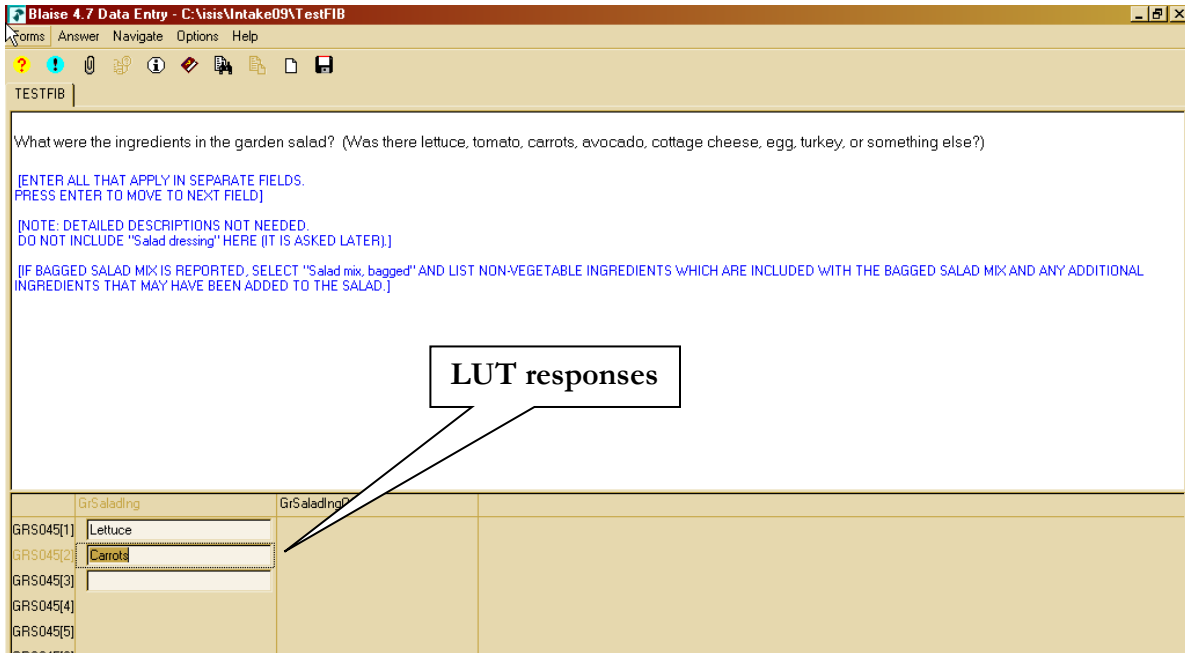 Blaise 4.7 Data Entry - C:\isis\Intake09\TestFIB
Forms Answer Navigate Options Help
TESTFIB
What were the ingredients in the garden salad? (Was there lettuce, tomato, carrots, avocado, cottage cheese, egg, turkey, or something else?)
[ENTER ALL THAT APPLY IN SEPARATE FIELDS.
PRESS ENTER TO MOVE TO NEXT FIELD]
[NOTE: DETAILED DESCRIPTIONS NOT NEEDED.
DO NOT INCLUDE "Salad dressing" HERE (IT IS ASKED LATER).]
[IF BAGGED SALAD MIX IS REPORTED, SELECT "Salad mix, bagged" AND LIST NON-VEGETABLE INGREDIENTS WHICH ARE INCLUDED WITH THE BAGGED SALAD MIX AND ANY ADDITIONAL
INGREDIENTS THAT MAY HAVE BEEN ADDED TO THE SALAD.]
LUT responses
GrSaladIng
GRS045[1] Lettuce
GRS045[2] Carrots
GRS045[3]
GRS045[4]
GRS045[5]